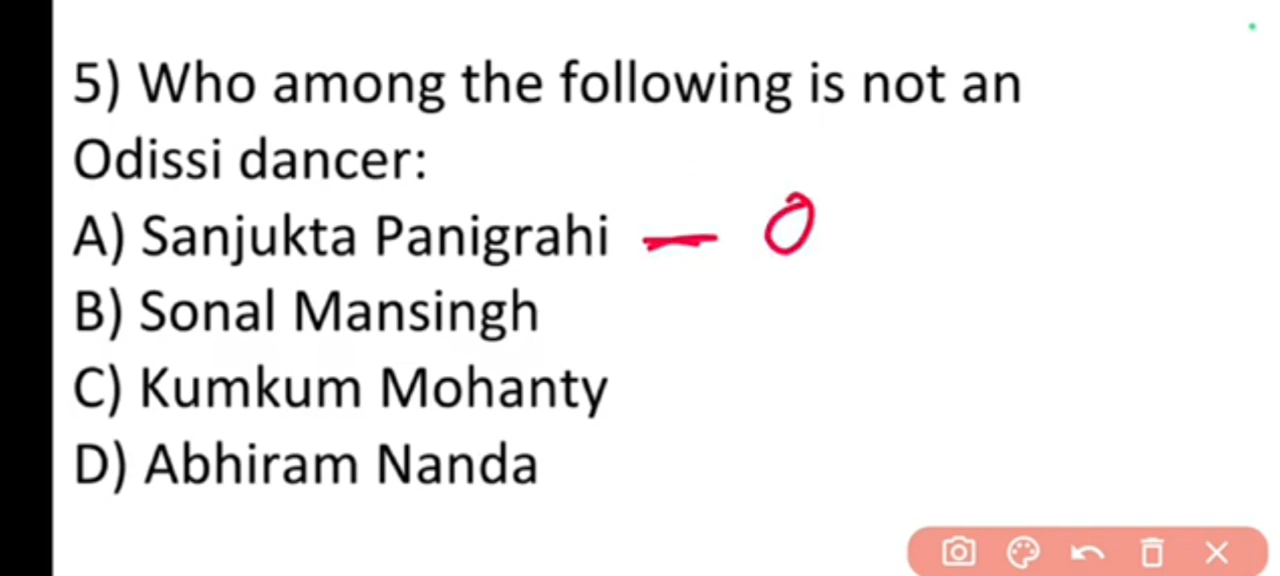 5) Who among the following is not an
Odissi dancer:
A) Sanjukta Panigrahi — O
B) Sonal Mansingh
C) Kumkum Mohanty
D) Abhiram Nanda